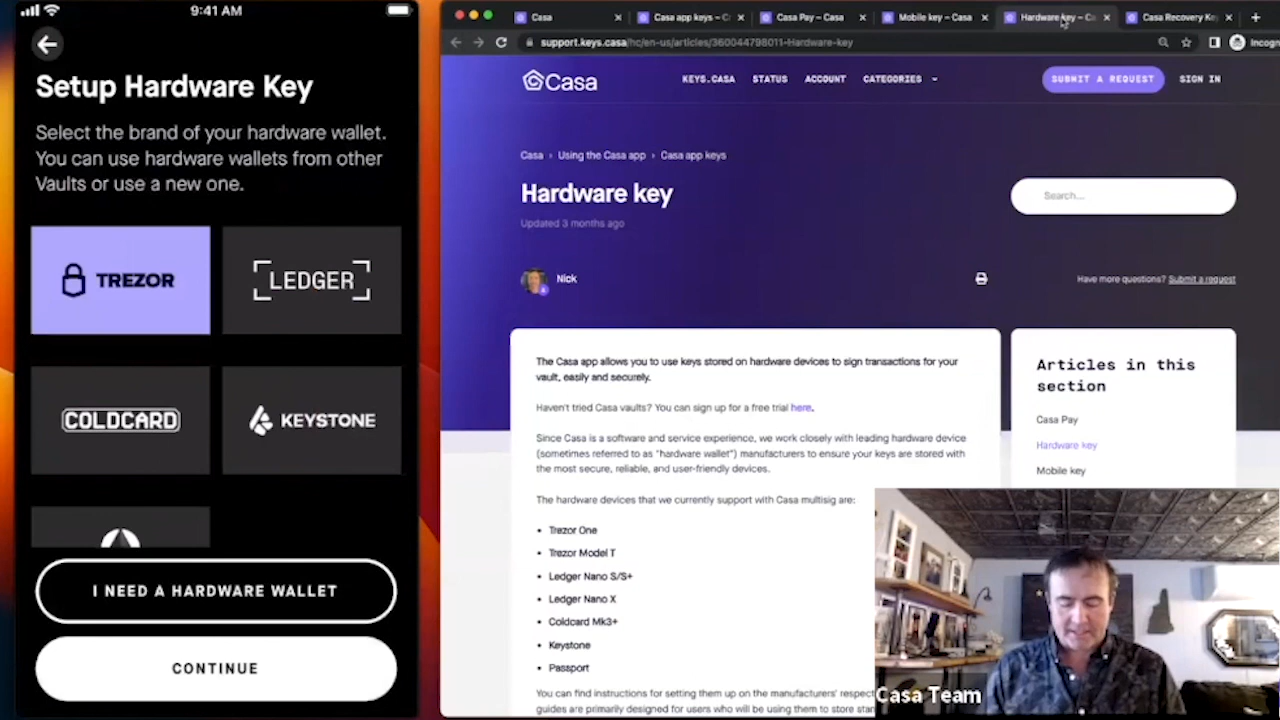 9:41 AM
Setup Hardware Key
Select the brand of your hardware wallet.
You can use hardware wallets from other
Vaults or use a new one.
TREZOR
LEDGER
COLDCARD
KEYSTONE
I NEED A HARDWARE WALLET
CONTINUE
Casa
Casa app keys – C
Casa Pay – Casa
Mobile key – Casa
Hardware key – Ca
Casa Recovery Key
support.keys.casa/hc/en-us/articles/360044798011-Hardware-key
Incogn
Casa
KEYS.CASA
STATUS
ACCOUNT
CATEGORIES
SUBMIT A REQUEST
SIGN IN
Casa › Using the Casa app › Casa app keys
Hardware key
Search...
Updated 3 months ago
Nick
Have more questions? Submit a request
The Casa app allows you to use keys stored on hardware devices to sign transactions for your
vault, easily and securely.
Haven't tried Casa vaults? You can sign up for a free trial here.
Since Casa is a software and service experience, we work closely with leading hardware device
(sometimes referred to as "hardware wallet") manufacturers to ensure your keys are stored with
the most secure, reliable, and user-friendly devices.
The hardware devices that we currently support with Casa multisig are:
• Trezor One
• Trezor Model T
• Ledger Nano S/S+
• Ledger Nano X
• Coldcard Mk3+
• Keystone
• Passport
You can find instructions for setting them up on the manufacturers' respect
guides are primarily designed for users who will be using them to store stan
Articles in this
section
Casa Pay
Hardware key
Mobile key
Casa Team